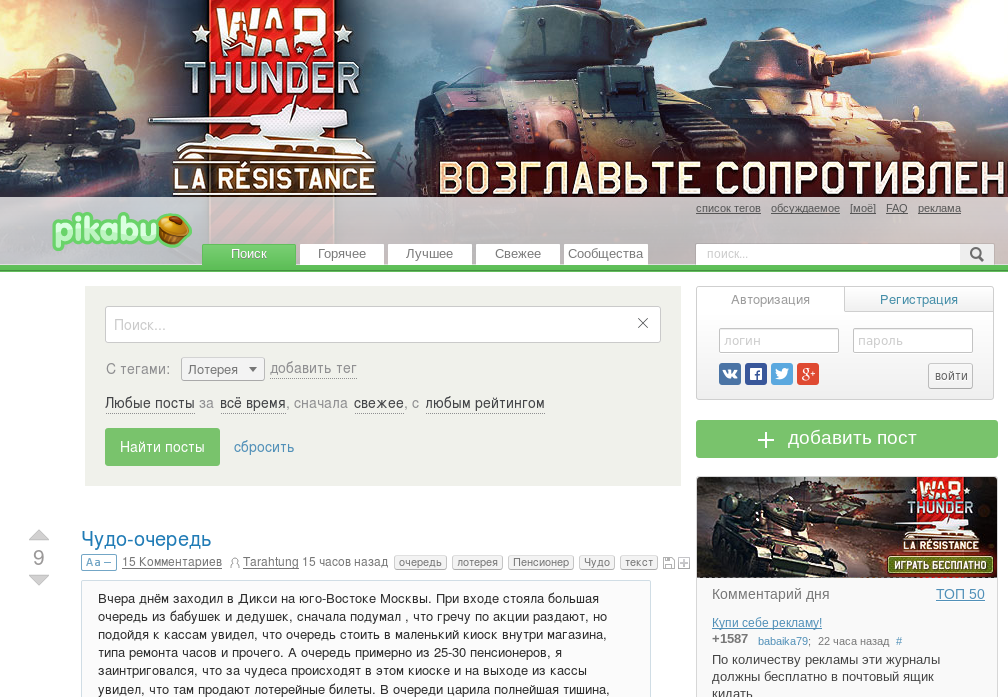 WAR
THUNDER
LA RÉSISTANCE
ВОЗГЛАВЬТЕ СОПРОТИВЛЕН
список тегов обсуждаемое [моё] FAQ реклама
pikabu
Поиск Горячее Лучшее Свежее Сообщества
поиск...
Поиск...
С тегами: Лотерея добавить тег
Любые посты за всё время, сначала свежее, с любым рейтингом
Найти посты сбросить
Авторизация Регистрация
логин пароль
войти
добавить пост
WAR
THUNDER
LA RÉSISTANCE
ИГРАТЬ БЕСПЛАТНО
Комментарий дня ТОП 50
Купи себе рекламу!
+1587 babaika79; 22 часа назад #
По количеству рекламы эти журналы
должны бесплатно в почтовый ящик
кидать
9
Чудо-очередь
Aa – 15 Комментариев Tarahtung 15 часов назад очередь лотерея Пенсионер Чудо текст
Вчера днём заходил в Дикси на юго-Востоке Москвы. При входе стояла большая
очередь из бабушек и дедушек, сначала подумал , что гречу по акции раздают, но
подойдя к кассам увидел, что очередь стоить в маленький киоск внутри магазина,
типа ремонта часов и прочего. А очередь примерно из 25-30 пенсионеров, я
заинтриговался, что за чудеса происходят в этом киоске и на выходе из кассы
увидел, что там продают лотерейные билеты. В очереди царила полнейшая тишина,